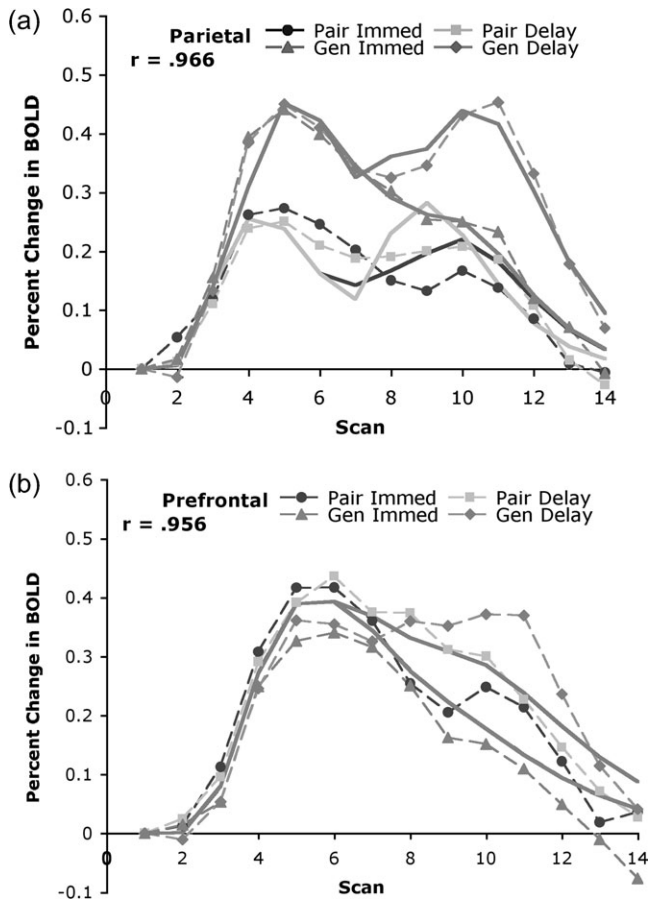 (a)
0.6
Parietal
r = .966
Pair Immed
Pair Delay
Gen Immed
Gen Delay
0.5
0.4
0.3
0.2
0.1
0
-0.1
Percent Change in BOLD
0 2 4 6 8 10 12 14
Scan
(b)
0.6
Prefrontal
r = .956
Pair Immed
Pair Delay
Gen Immed
Gen Delay
0.5
0.4
0.3
0.2
0.1
0
-0.1
Percent Change in BOLD
0 2 4 6 8 10 12 14
Scan